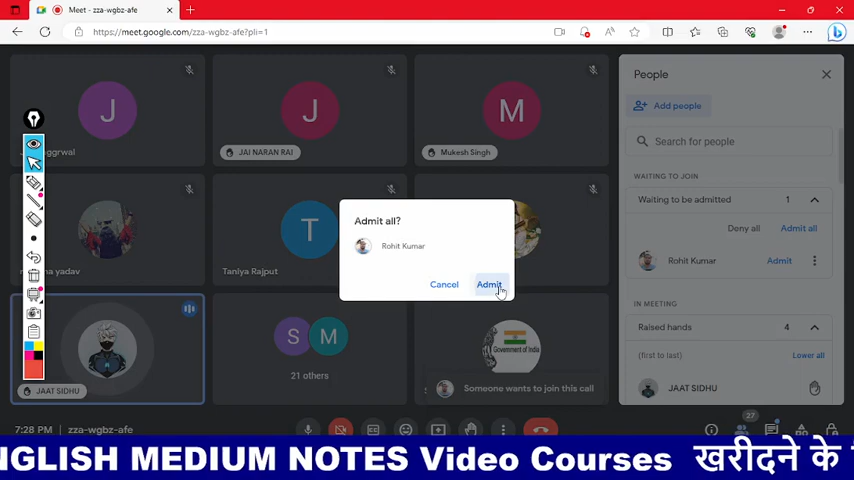 Meet - zza-wgbz-afe
https://meet.google.com/zza-wgbz-afe?pli=1
J
J
M
JAI NARAN RAI
Mukesh Singh
T
Taniya Rajput
JAAT SIDHU
S
M
21 others
Government of India
Admit all?
Rohit Kumar
Cancel
Admit
Someone wants to join this call
People
Add people
Search for people
WAITING TO JOIN
Waiting to be admitted 1
Deny all Admit all
Rohit Kumar Admit
IN MEETING
Raised hands 4
(first to last) Lower all
JAAT SIDHU
7:28 PM | zza-wgbz-afe
27
NGLISH MEDIUM NOTES Video Courses खरीदने के